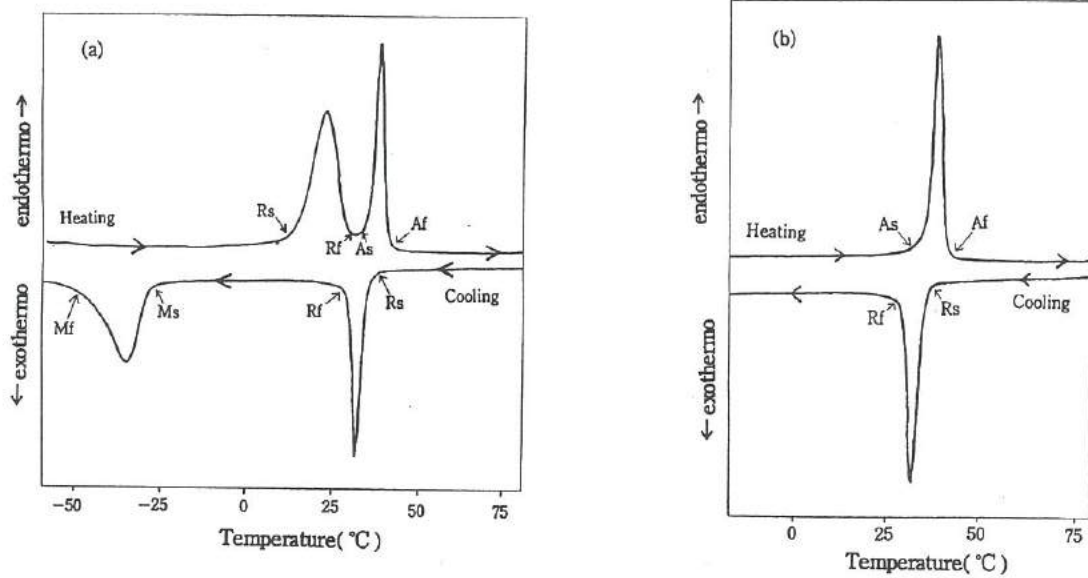 (a)
endothermo →
← exothermo
Heating
Rs
Rf
As
Af
Cooling
Mf
Ms
Rf
Rs
−50
−25
0
25
50
75
Temperature( °C )
(b)
endothermo →
← exothermo
Heating
As
Af
Rf
Rs
Cooling
0
25
50
75
Temperature( °C )